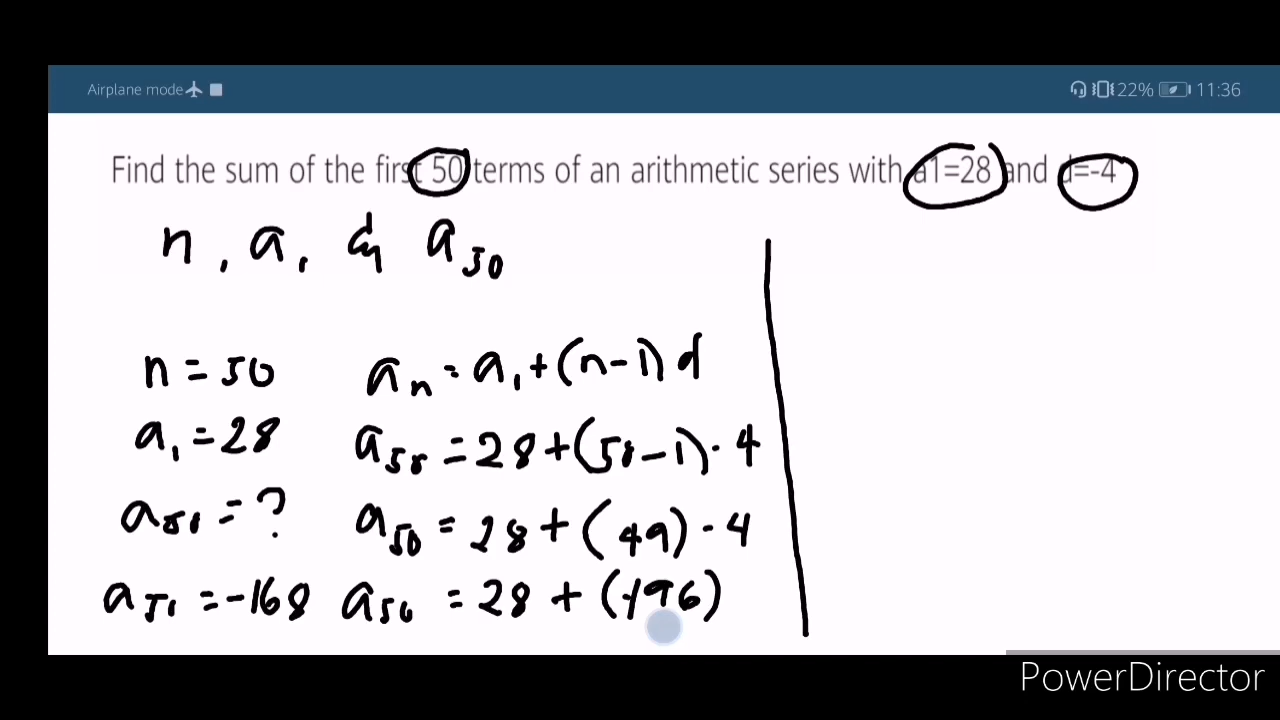 Airplane mode 22% 11:36
Find the sum of the first 50 terms of an arithmetic series with a1=28 and d=-4
n, a, & a50
n = 50
an = a1 + (n-1)d
a1 = 28
a50 = 28 + (50-1)·4
a50 = ?
a50 = 28 + (49)-4
a50 = -168
a50 = 28 + (-196)
PowerDirector